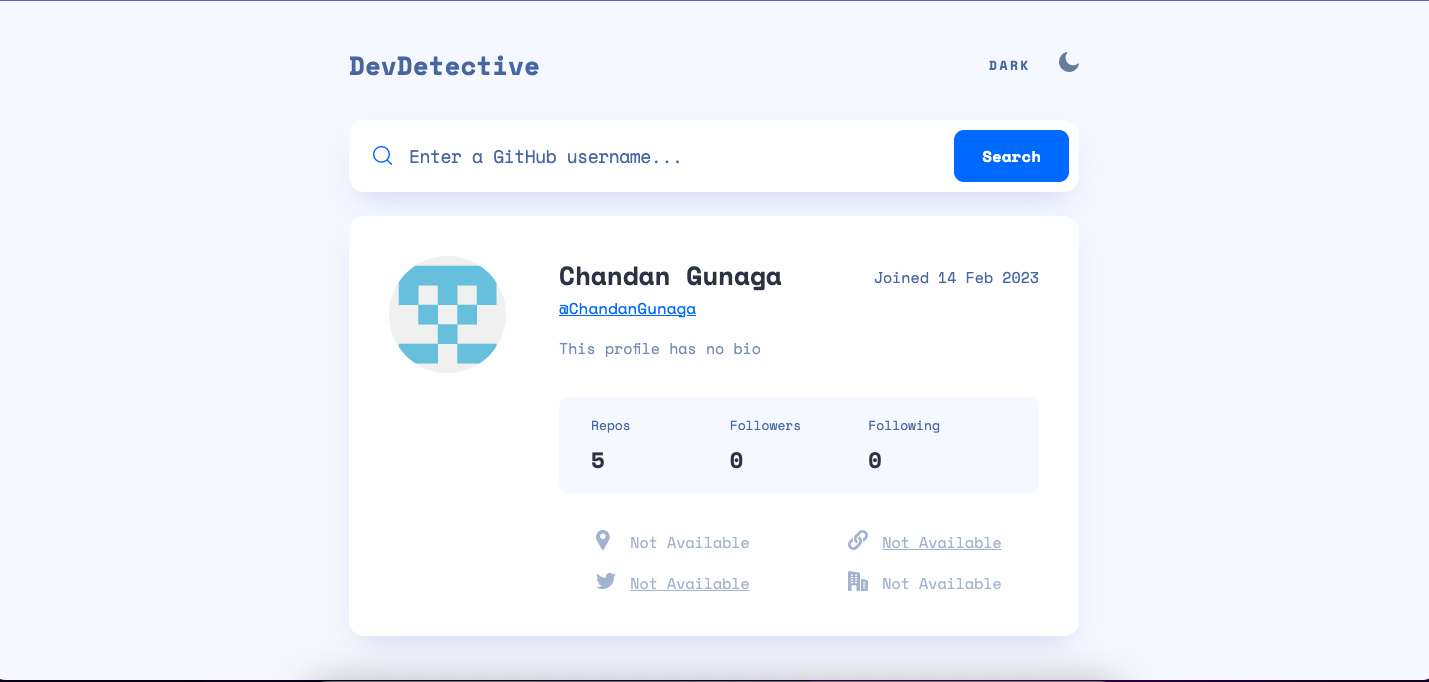 DevDetective
DARK
Enter a GitHub username...
Search
Chandan Gunaga
Joined 14 Feb 2023
@ChandanGunaga
This profile has no bio
Repos Followers Following
5 0 0
Not Available Not Available
Not Available Not Available